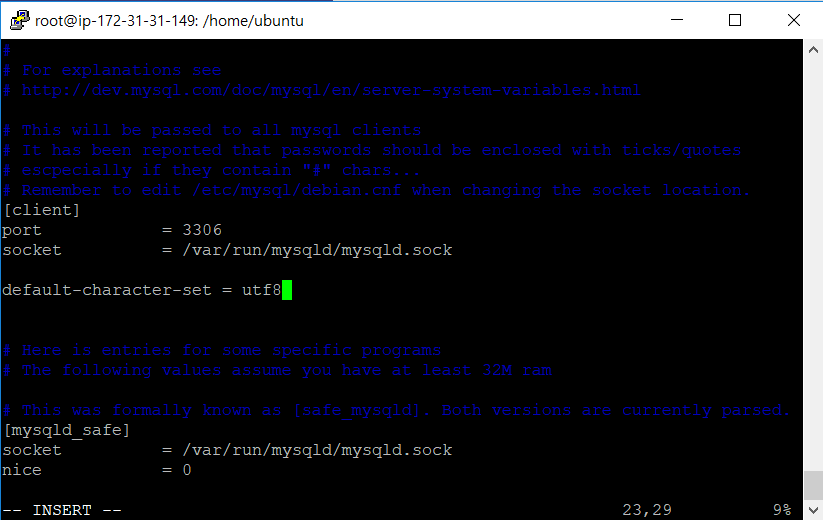 root@ip-172-31-31-149: /home/ubuntu
#
# For explanations see
# http://dev.mysql.com/doc/mysql/en/server-system-variables.html
# This will be passed to all mysql clients
# It has been reported that passwords should be enclosed with ticks/quotes
# escpecially if they contain "#" chars...
# Remember to edit /etc/mysql/debian.cnf when changing the socket location.
[client]
port = 3306
socket = /var/run/mysqld/mysqld.sock
default-character-set = utf8
# Here is entries for some specific programs
# The following values assume you have at least 32M ram
# This was formally known as [safe_mysqld]. Both versions are currently parsed.
[mysqld_safe]
socket = /var/run/mysqld/mysqld.sock
nice = 0
-- INSERT -- 23,29 9%